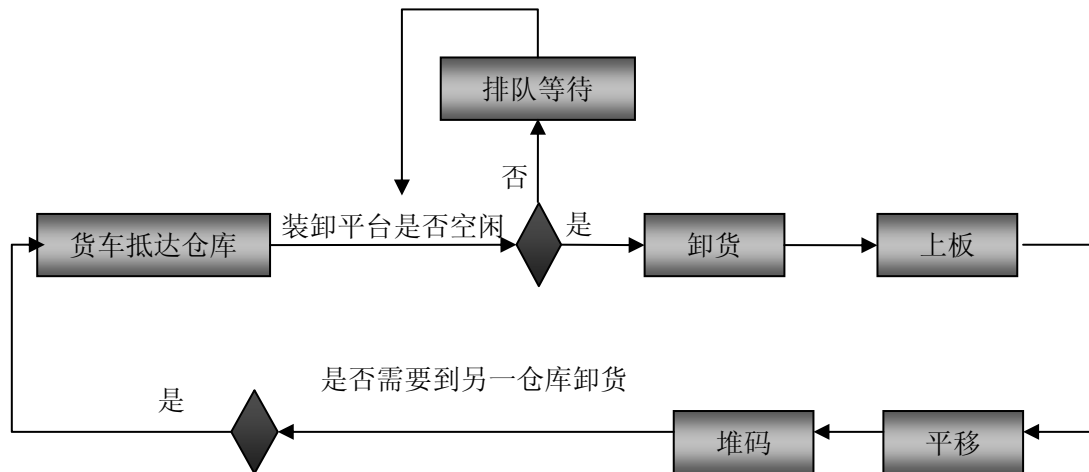 排队等待
否
货车抵达仓库
装卸平台是否空闲
是
卸货
上板
是否需要到另一仓库卸货
是
堆码
平移